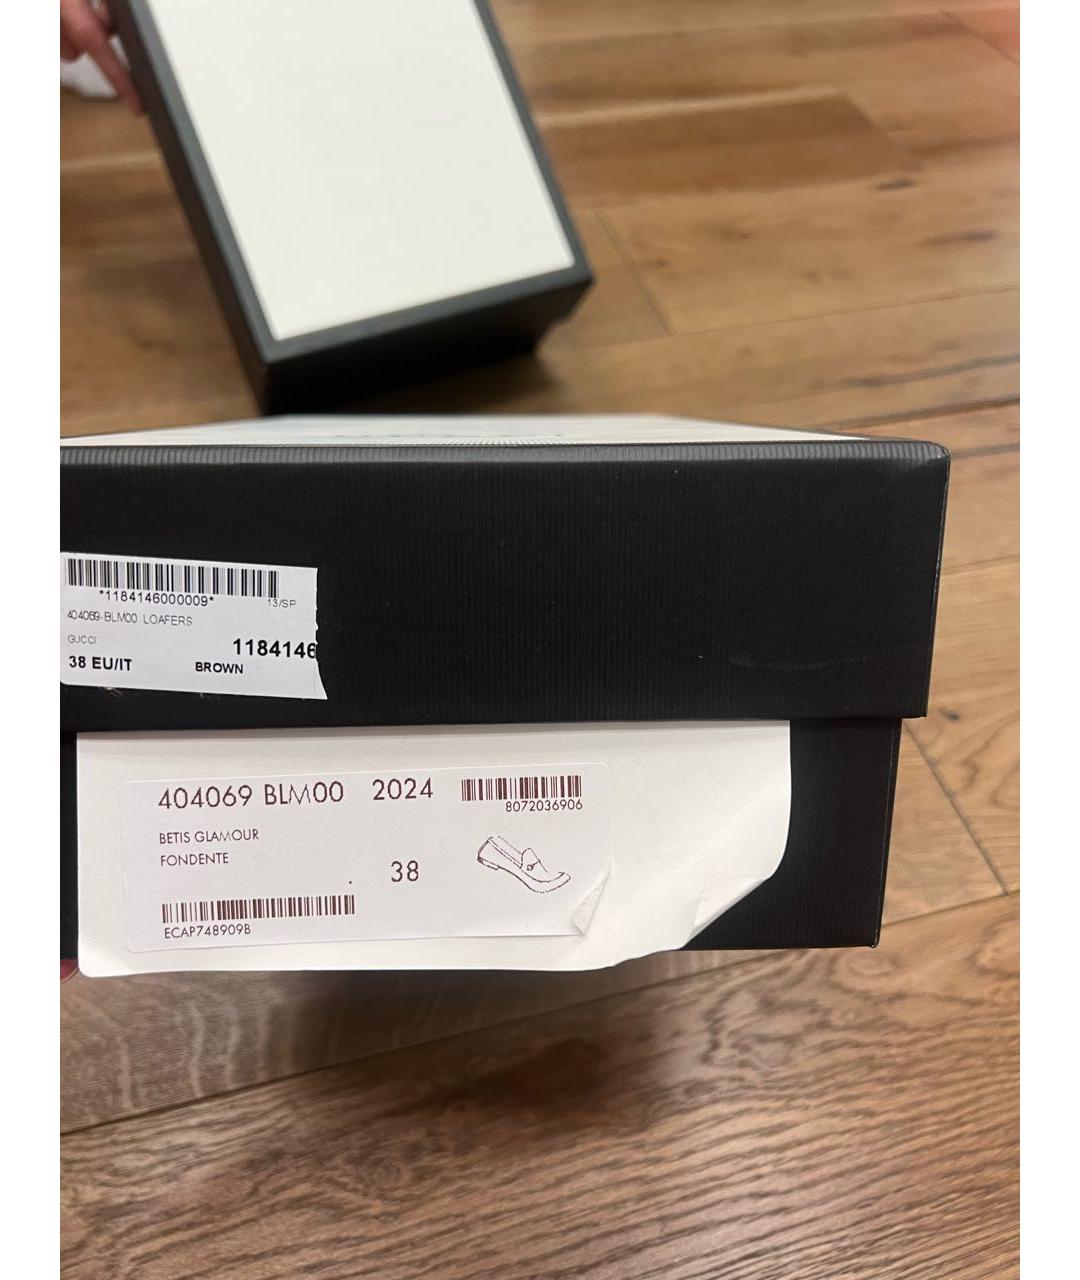 *1184146000009*
13/SP
404069-BLM00 LOAFERS
GUCCI
1184146
38 EU/IT BROWN
404069 BLM00 2024
8072036906
BETIS GLAMOUR
FONDENTE
38
ECAP748909B